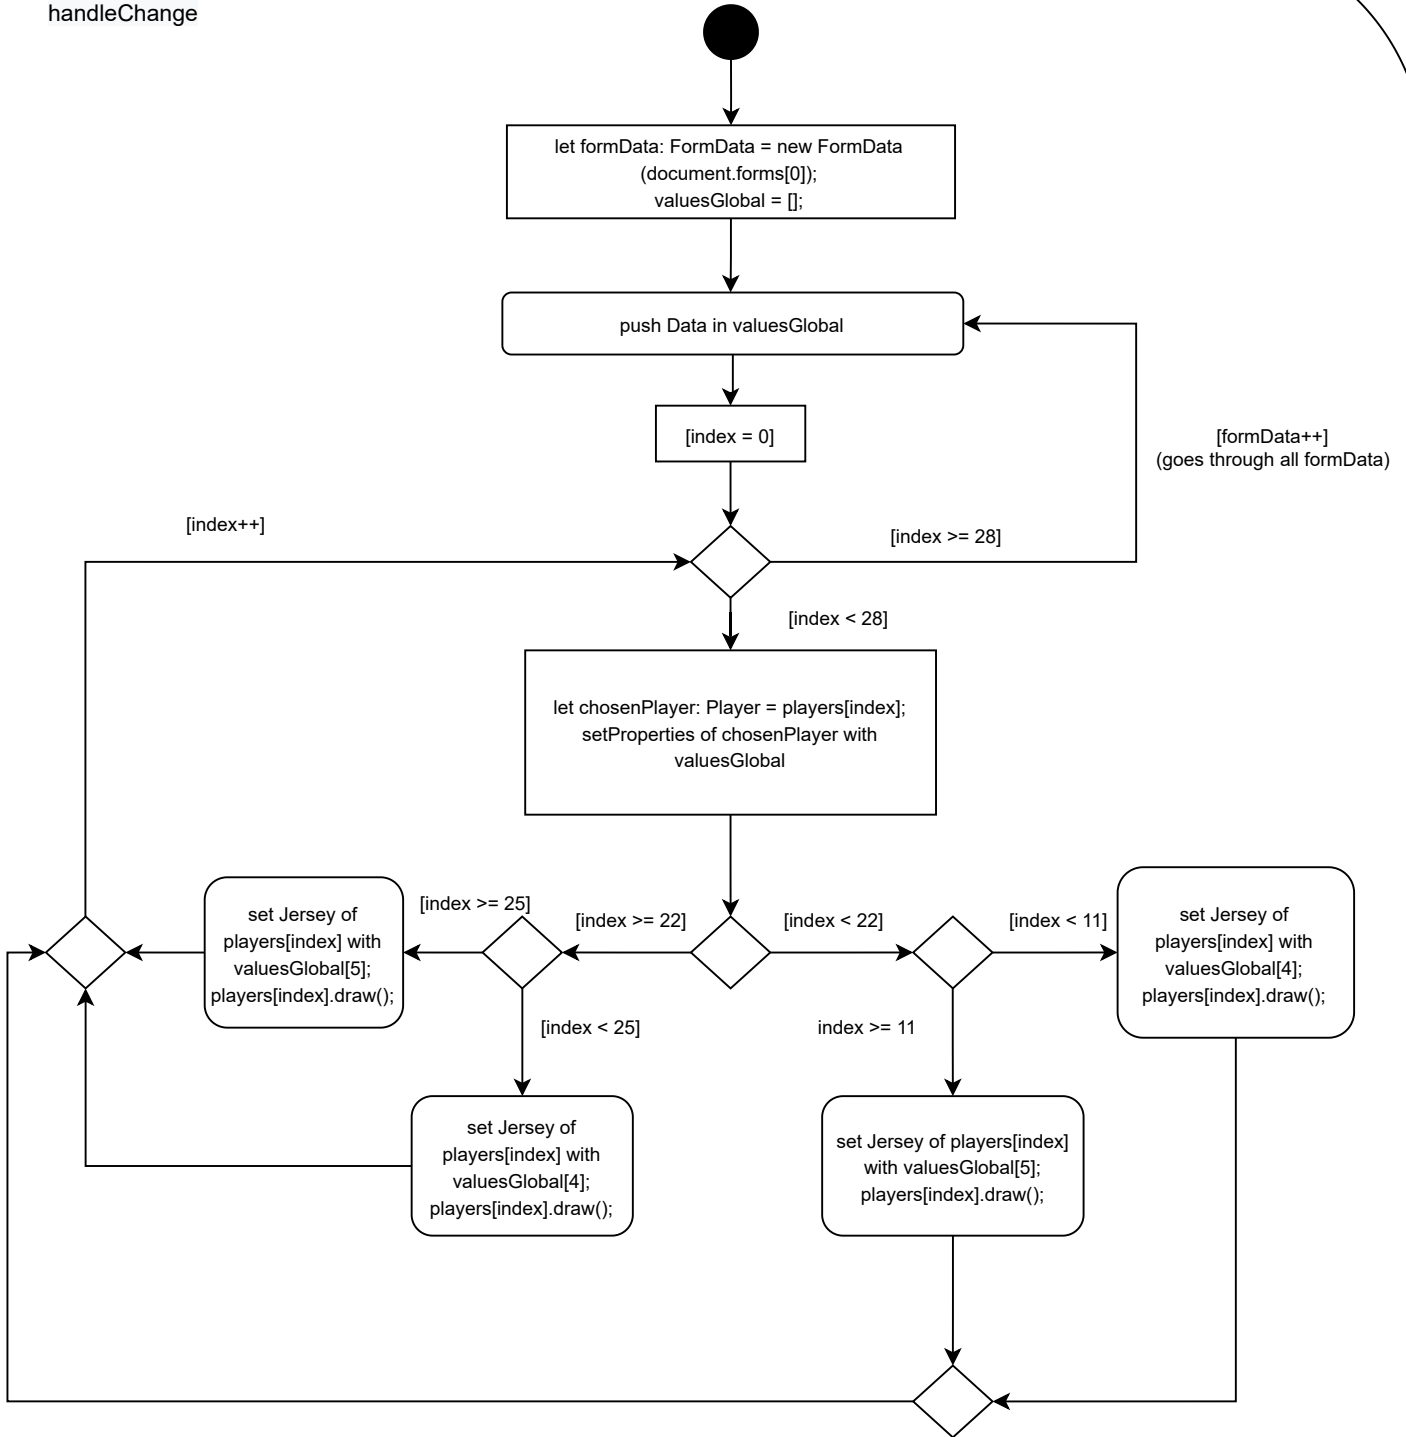 handleChange
let formData: FormData = new FormData
(document.forms[0]);
valuesGlobal = [];
push Data in valuesGlobal
[index = 0]
[formData++]
(goes through all formData)
[index++]
[index >= 28]
[index < 28]
let chosenPlayer: Player = players[index];
setProperties of chosenPlayer with
valuesGlobal
set Jersey of
players[index] with
valuesGlobal[5];
players[index].draw();
[index >= 25]
[index >= 22]
[index < 22]
[index < 11]
set Jersey of
players[index] with
valuesGlobal[4];
players[index].draw();
[index < 25]
index >= 11
set Jersey of
players[index] with
valuesGlobal[4];
players[index].draw();
set Jersey of players[index]
with valuesGlobal[5];
players[index].draw();